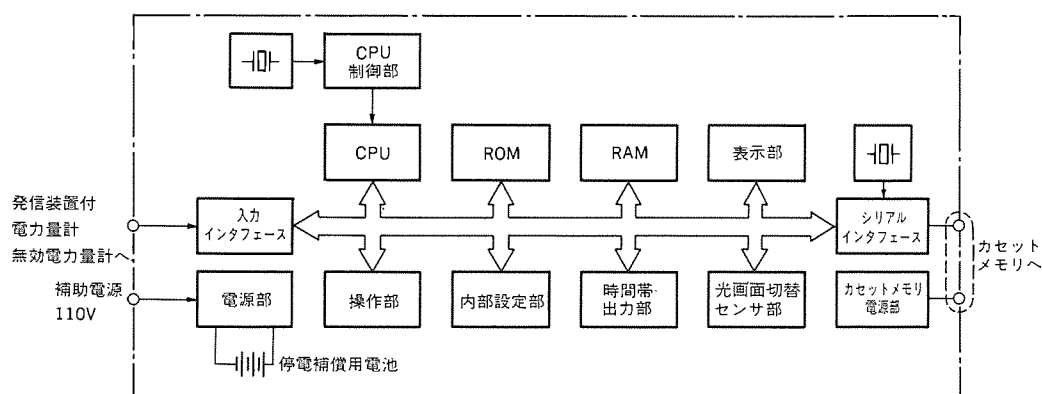 CPU
制御部
CPU
ROM
RAM
表示部
発信装置付
電力量計
無効電力量計へ
入力
インタフェース
シリアル
インタフェース
カセット
メモリへ
補助電源
110V
電源部
操作部
内部設定部
時間帯
出力部
光画面切替
センサ部
カセットメモリ
電源部
停電補償用電池